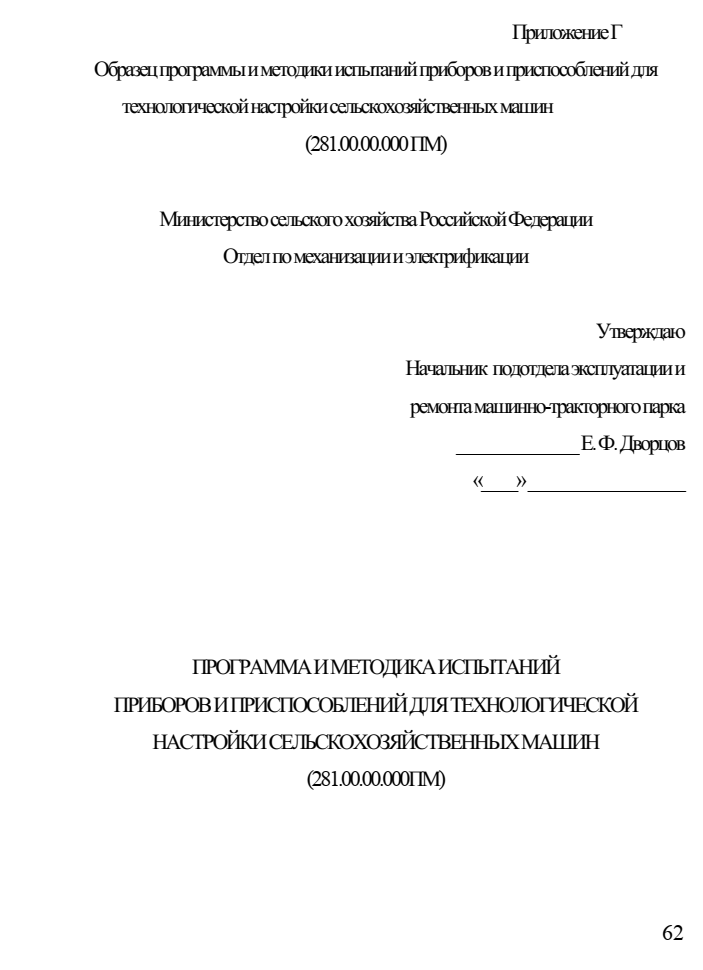 Приложение Г
Образец программы и методики испытаний приборов и приспособлений для
технологической настройки сельскохозяйственных машин
(281.00.00.000 ПМ)
Министерство сельского хозяйства Российской Федерации
Отдел по механизации и электрификации
Утверждаю
Начальник подотдела эксплуатации и
ремонта машинно-тракторного парка
____________ Е. Ф. Дворцов
«____»________________
ПРОГРАММА И МЕТОДИКА ИСПЫТАНИЙ
ПРИБОРОВ И ПРИСПОСОБЛЕНИЙ ДЛЯ ТЕХНОЛОГИЧЕСКОЙ
НАСТРОЙКИ СЕЛЬСКОХОЗЯЙСТВЕННЫХ МАШИН
(281.00.00.000ПМ)
62